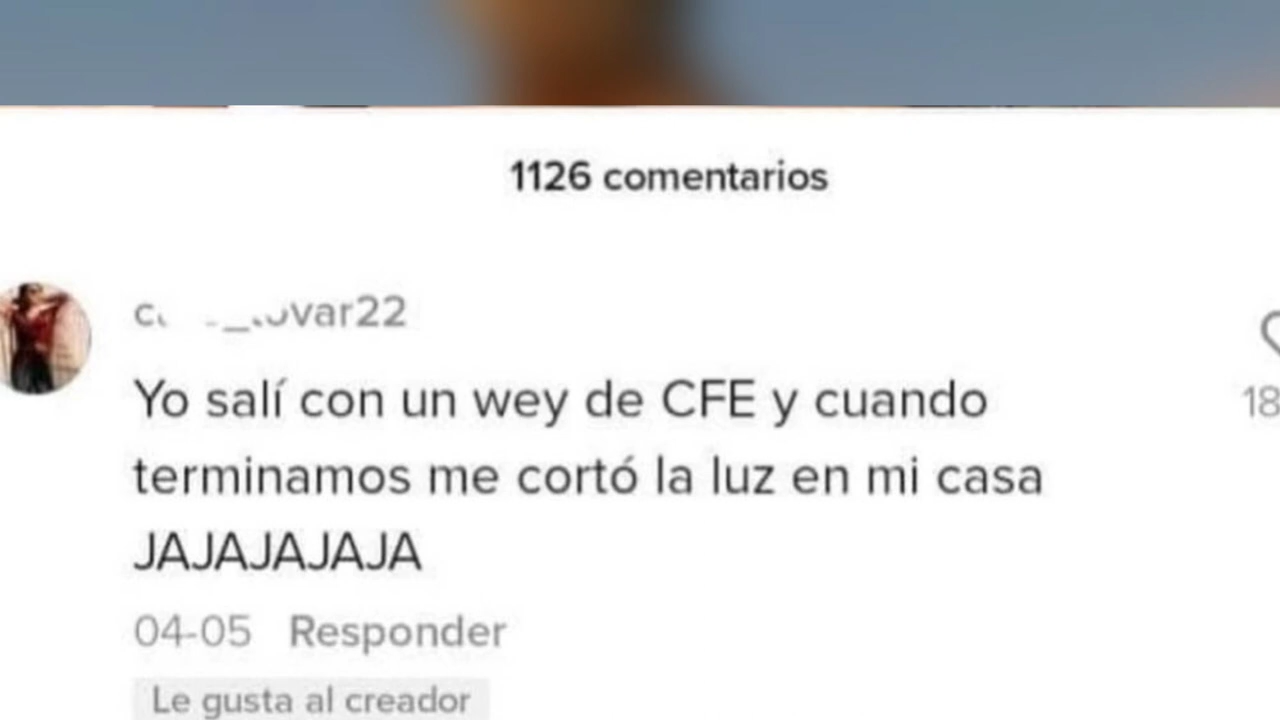 1126 comentarios
Yo salí con un wey de CFE y cuando
18
terminamos me cortó la luz en mi casa
JAJAJAJAJA
04-05 Responder
Le gusta al creador